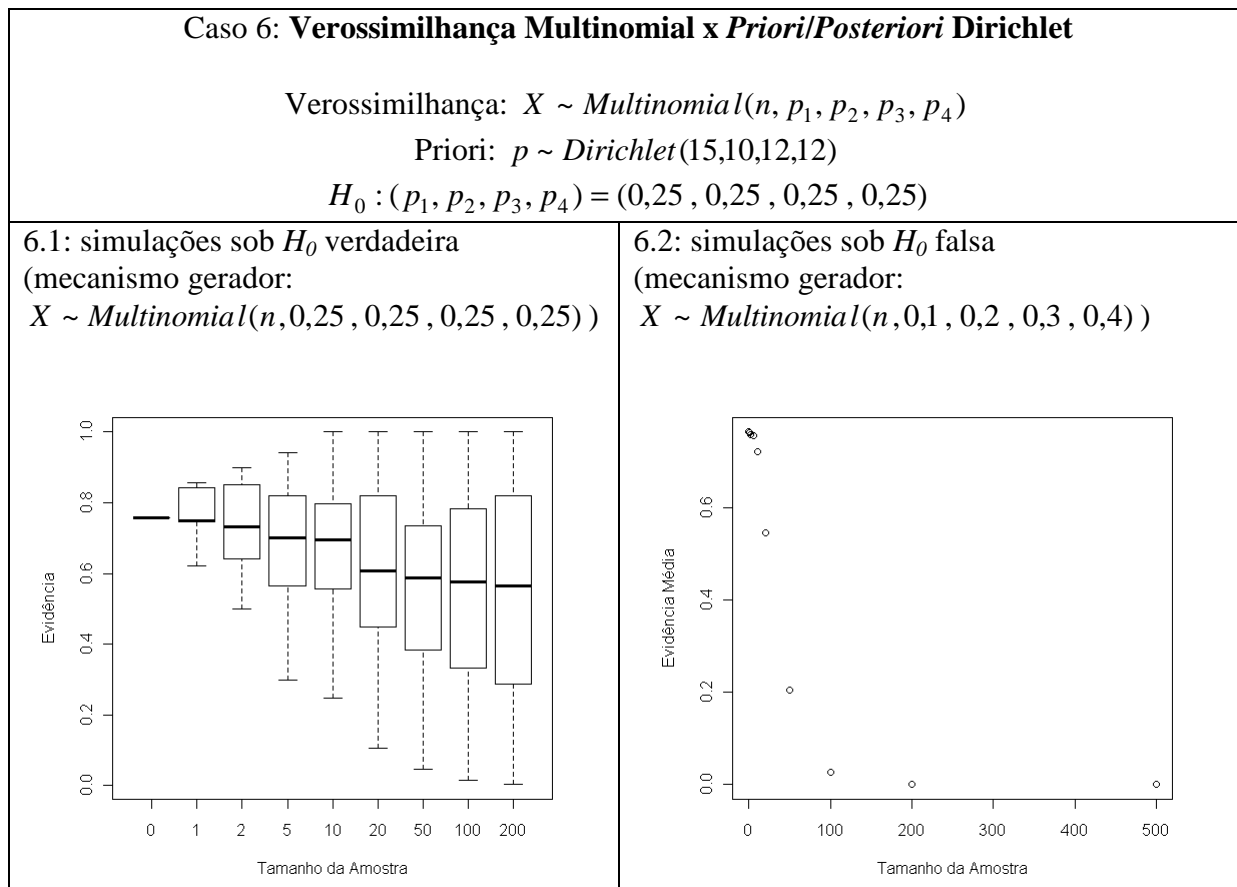 Caso 6: Verossimilhança Multinomial x Priori/Posteriori Dirichlet
Verossimilhança: X ~ Multinomial(n, p₁, p₂, p₃, p₄)
Priori: p ~ Dirichlet(15,10,12,12)
H₀ : (p₁, p₂, p₃, p₄) = (0,25 , 0,25 , 0,25 , 0,25)
6.1: simulações sob H₀ verdadeira
(mecanismo gerador:
X ~ Multinomial(n,0,25 , 0,25 , 0,25 , 0,25) )
Evidência
1.0
0.8
0.6
0.4
0.2
0.0
0 1 2 5 10 20 50 100 200
Tamanho da Amostra
6.2: simulações sob H₀ falsa
(mecanismo gerador:
X ~ Multinomial(n,0,1 , 0,2 , 0,3 , 0,4) )
Evidência Média
0.6
0.4
0.2
0.0
0 100 200 300 400 500
Tamanho da Amostra